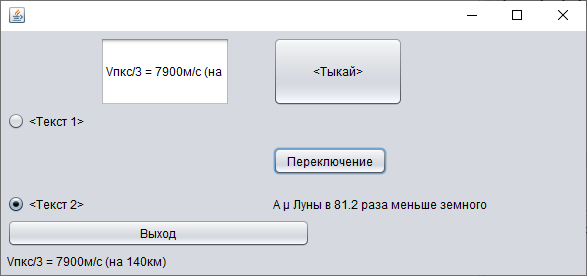 Vпкс/3 = 7900м/с (на
<Тыкай>
<Текст 1>
Переключение
<Текст 2>
А μ Луны в 81.2 раза меньше земного
Выход
Vпкс/3 = 7900м/с (на 140км)